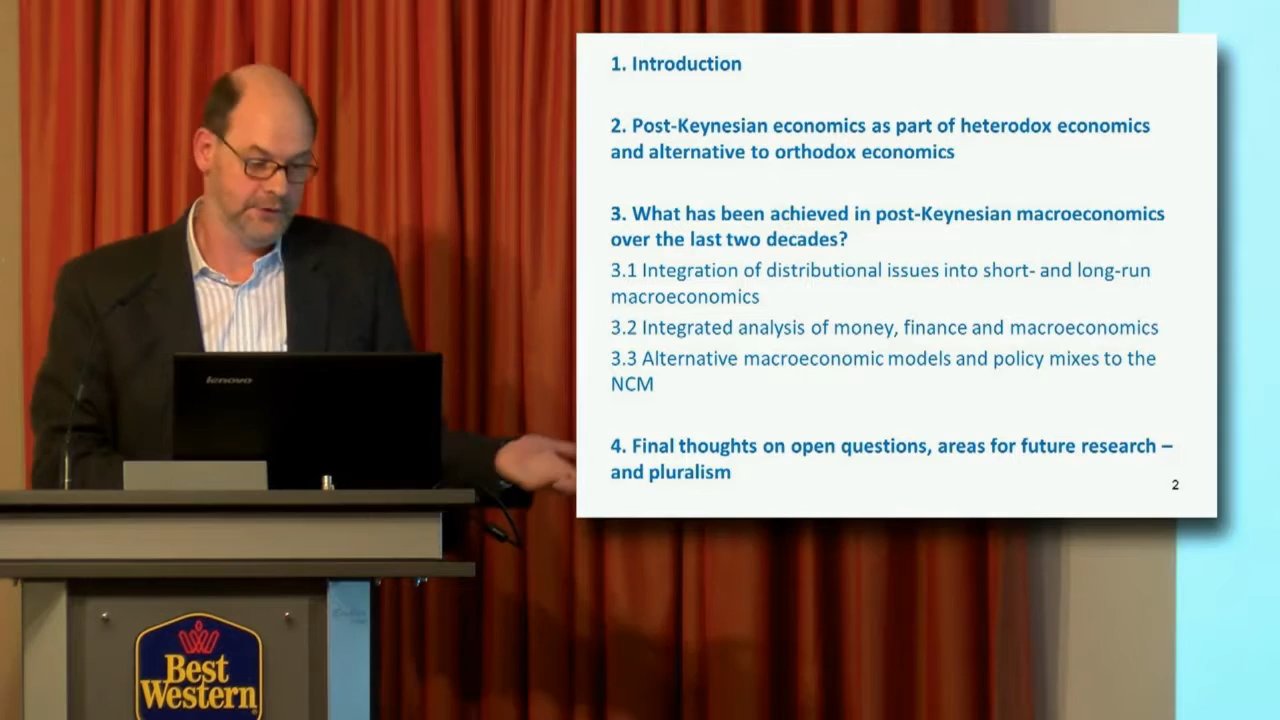 1. Introduction
2. Post-Keynesian economics as part of heterodox economics
and alternative to orthodox economics
3. What has been achieved in post-Keynesian macroeconomics
over the last two decades?
3.1 Integration of distributional issues into short- and long-run
macroeconomics
3.2 Integrated analysis of money, finance and macroeconomics
3.3 Alternative macroeconomic models and policy mixes to the
NCM
4. Final thoughts on open questions, areas for future research –
and pluralism
2
lenovo
Best
Western